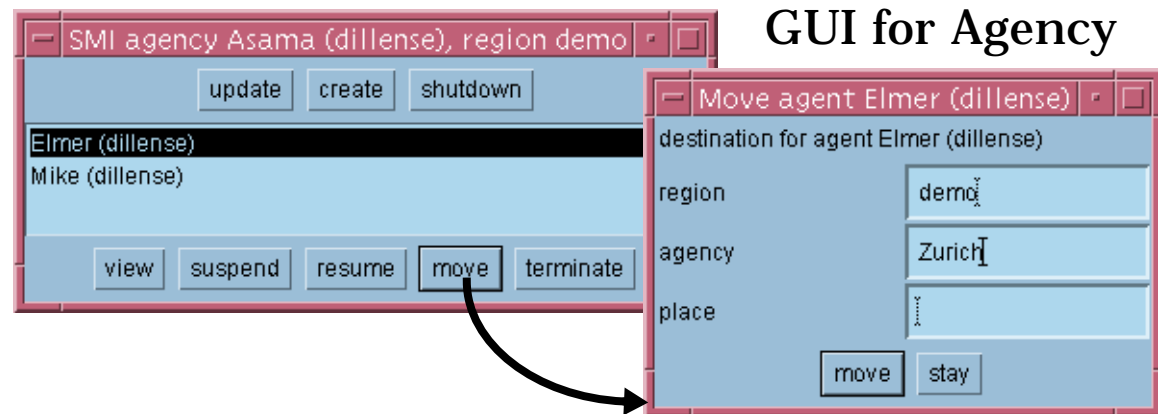 GUI for Agency
SMI agency Asama (dillense), region demo
update create shutdown
Elmer (dillense)
Mike (dillense)
view suspend resume move terminate
Move agent Elmer (dillense)
destination for agent Elmer (dillense)
region demo
agency Zurich
place
move stay